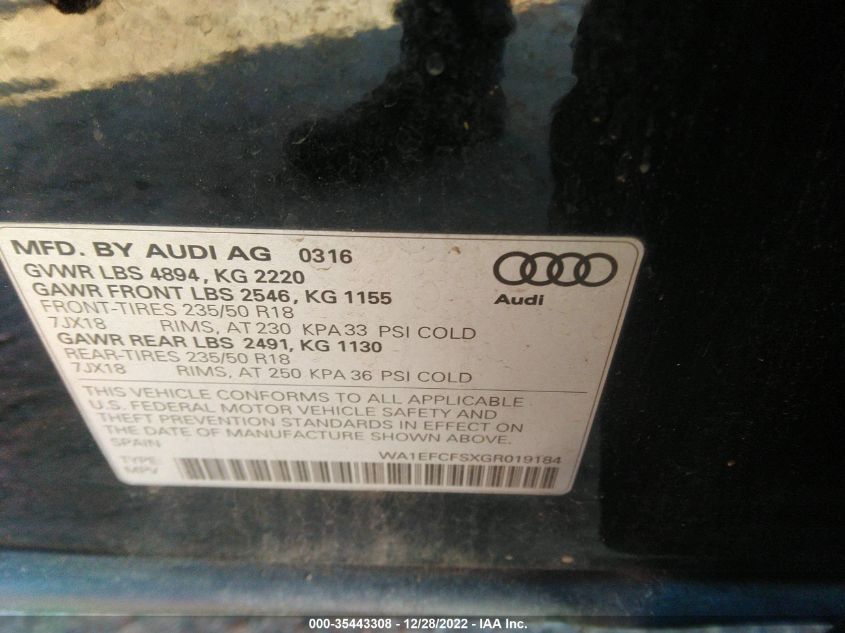 MFD. BY AUDI AG 0316
GVWR LBS 4894, KG 2220
GAWR FRONT LBS 2546, KG 1155
FRONT-TIRES 235/50 R18
7JX18 RIMS, AT 230 KPA 33 PSI COLD
GAWR REAR LBS 2491, KG 1130
REAR-TIRES 235/50 R18
7JX18 RIMS, AT 250 KPA 36 PSI COLD
Audi
THIS VEHICLE CONFORMS TO ALL APPLICABLE
U.S. FEDERAL MOTOR VEHICLE SAFETY AND
THEFT PREVENTION STANDARDS IN EFFECT ON
THE DATE OF MANUFACTURE SHOWN ABOVE.
SPAIN
WA1EFCFSXGR019184
TYPE
MPV
000-35443308 - 12/28/2022 - IAA Inc.